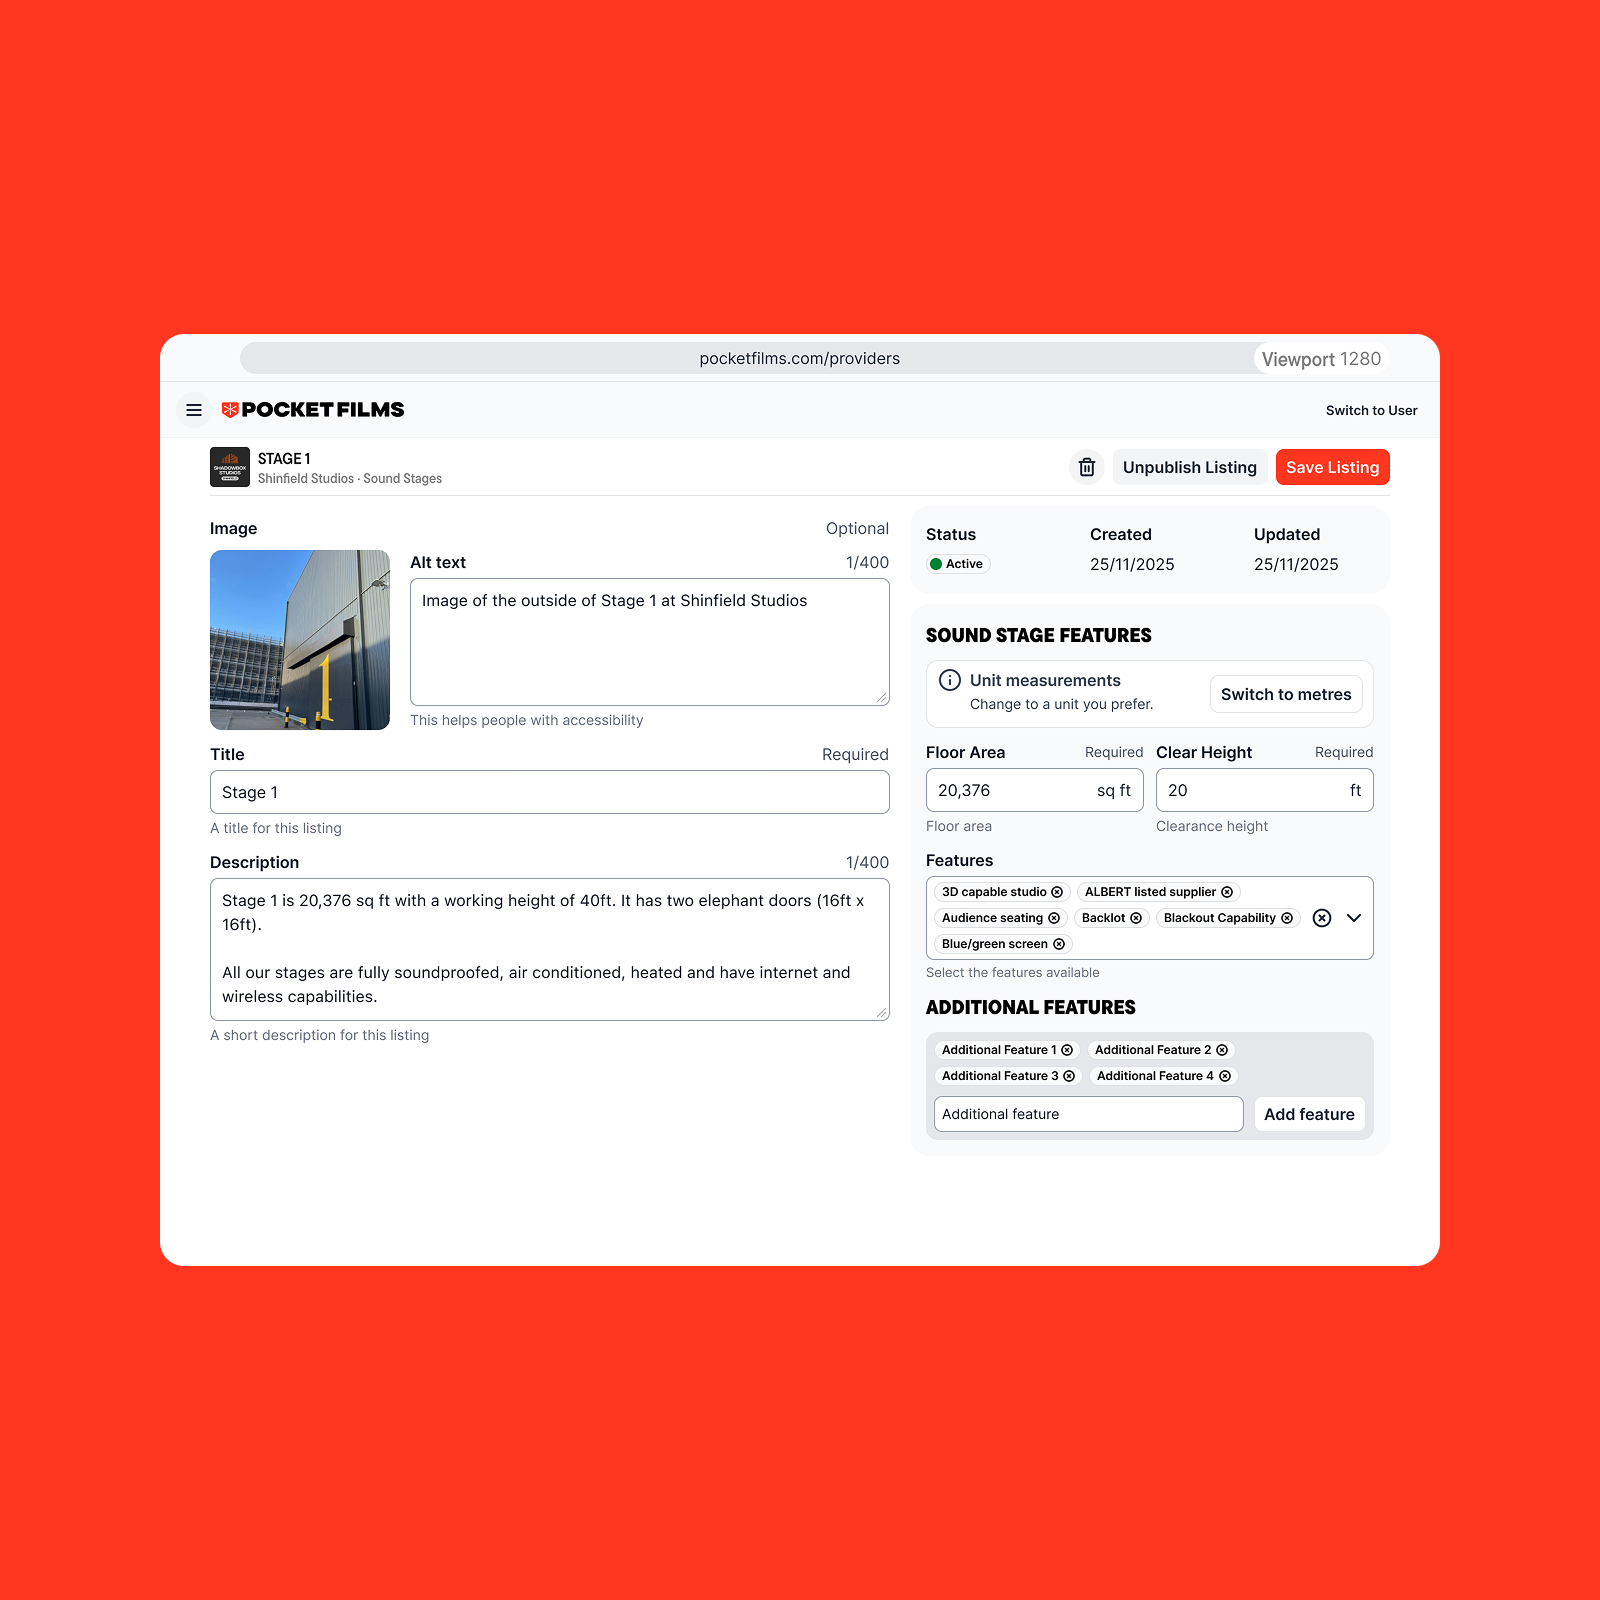 pocketfilms.com/providers
Viewport 1280
POCKET FILMS
Switch to User
SHADOWBOX
STUDIOS
SHINFIELD
STAGE 1
Shinfield Studios · Sound Stages
Unpublish Listing
Save Listing
Image
Optional
1
Alt text
1/400
Image of the outside of Stage 1 at Shinfield Studios
This helps people with accessibility
Title
Required
Stage 1
A title for this listing
Description
1/400
Stage 1 is 20,376 sq ft with a working height of 40ft. It has two elephant doors (16ft x
16ft).
All our stages are fully soundproofed, air conditioned, heated and have internet and
wireless capabilities.
A short description for this listing
Status
Created
Updated
Active
25/11/2025
25/11/2025
SOUND STAGE FEATURES
Unit measurements
Change to a unit you prefer.
Switch to metres
Floor Area
Required
Clear Height
Required
20,376
sq ft
20
ft
Floor area
Clearance height
Features
3D capable studio
ALBERT listed supplier
Audience seating
Backlot
Blackout Capability
Blue/green screen
Select the features available
ADDITIONAL FEATURES
Additional Feature 1
Additional Feature 2
Additional Feature 3
Additional Feature 4
Additional feature
Add feature